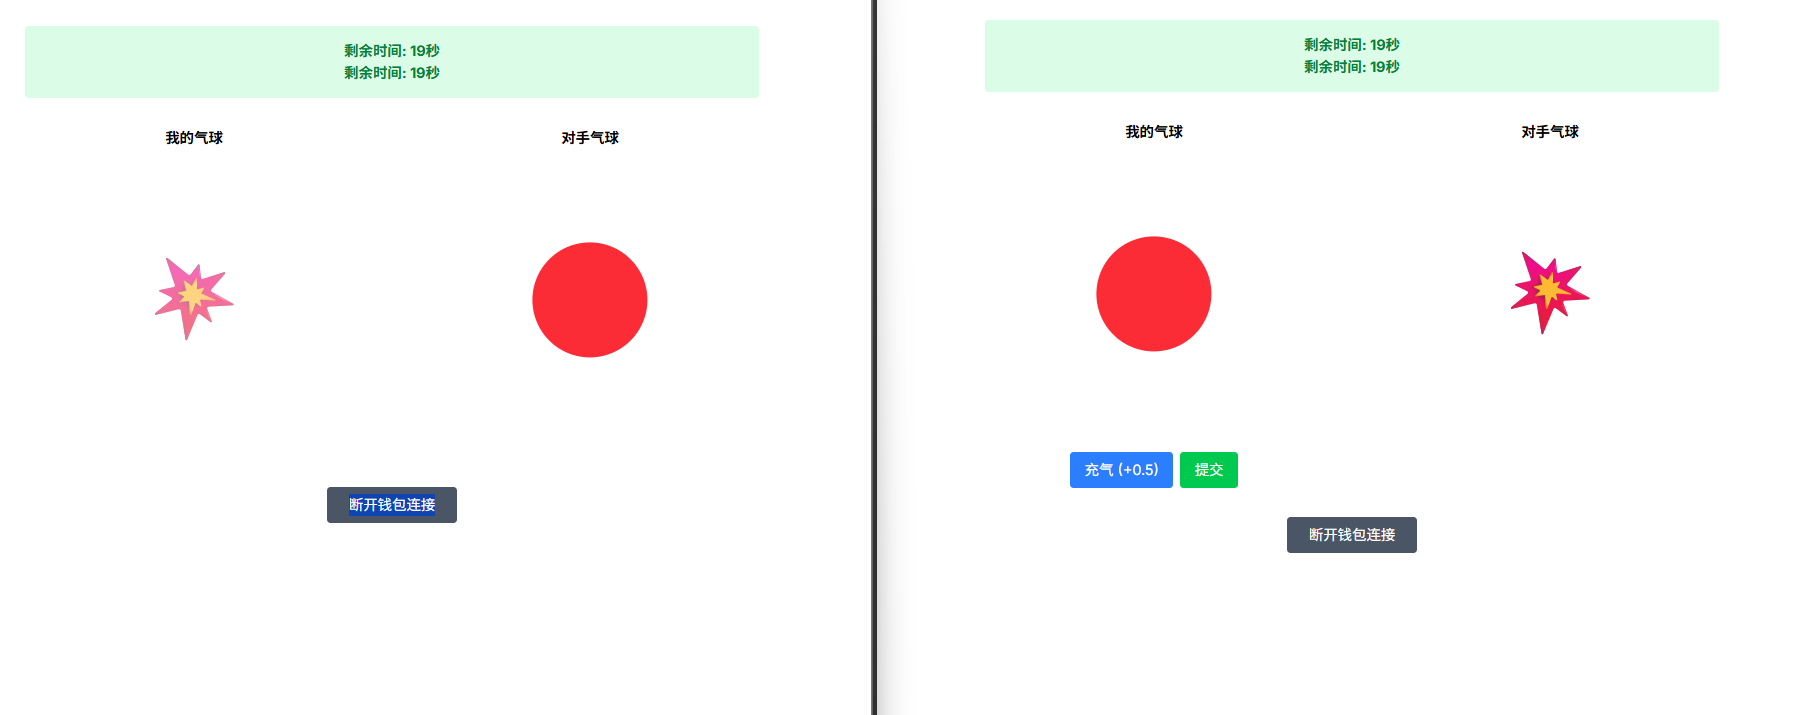 剩余时间: 19秒
剩余时间: 19秒
我的气球
对手气球
断开钱包连接
剩余时间: 19秒
剩余时间: 19秒
我的气球
对手气球
充气 (+0.5)
提交
断开钱包连接